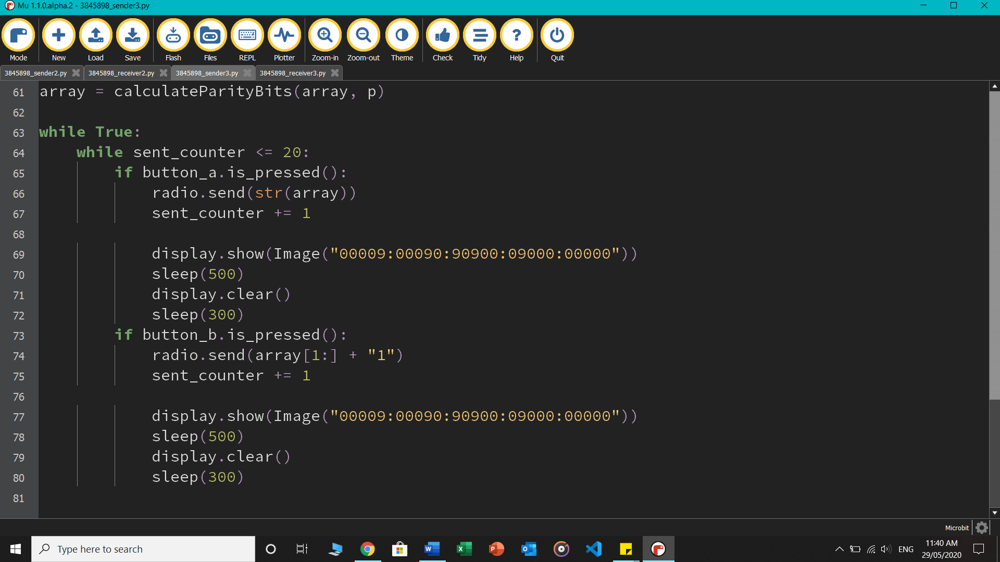 Mu 1.1.0.alpha.2 - 3845898_sender3.py
Mode New Load Save Flash Files REPL Plotter Zoom-in Zoom-out Theme Check Tidy Help Quit
3845898_sender2.py 3845898_receiver2.py 3845898_sender3.py 3845898_receiver3.py
61 array = calculateParityBits(array, p)
62
63 while True:
64     while sent_counter <= 20:
65         if button_a.is_pressed():
66             radio.send(str(array))
67             sent_counter += 1
68
69             display.show(Image("00009:00090:90900:09000:00000"))
70             sleep(500)
71             display.clear()
72             sleep(300)
73         if button_b.is_pressed():
74             radio.send(array[1:] + "1")
75             sent_counter += 1
76
77             display.show(Image("00009:00090:90900:09000:00000"))
78             sleep(500)
79             display.clear()
80             sleep(300)
81
Microbit
Type here to search
ENG
11:40 AM
29/05/2020